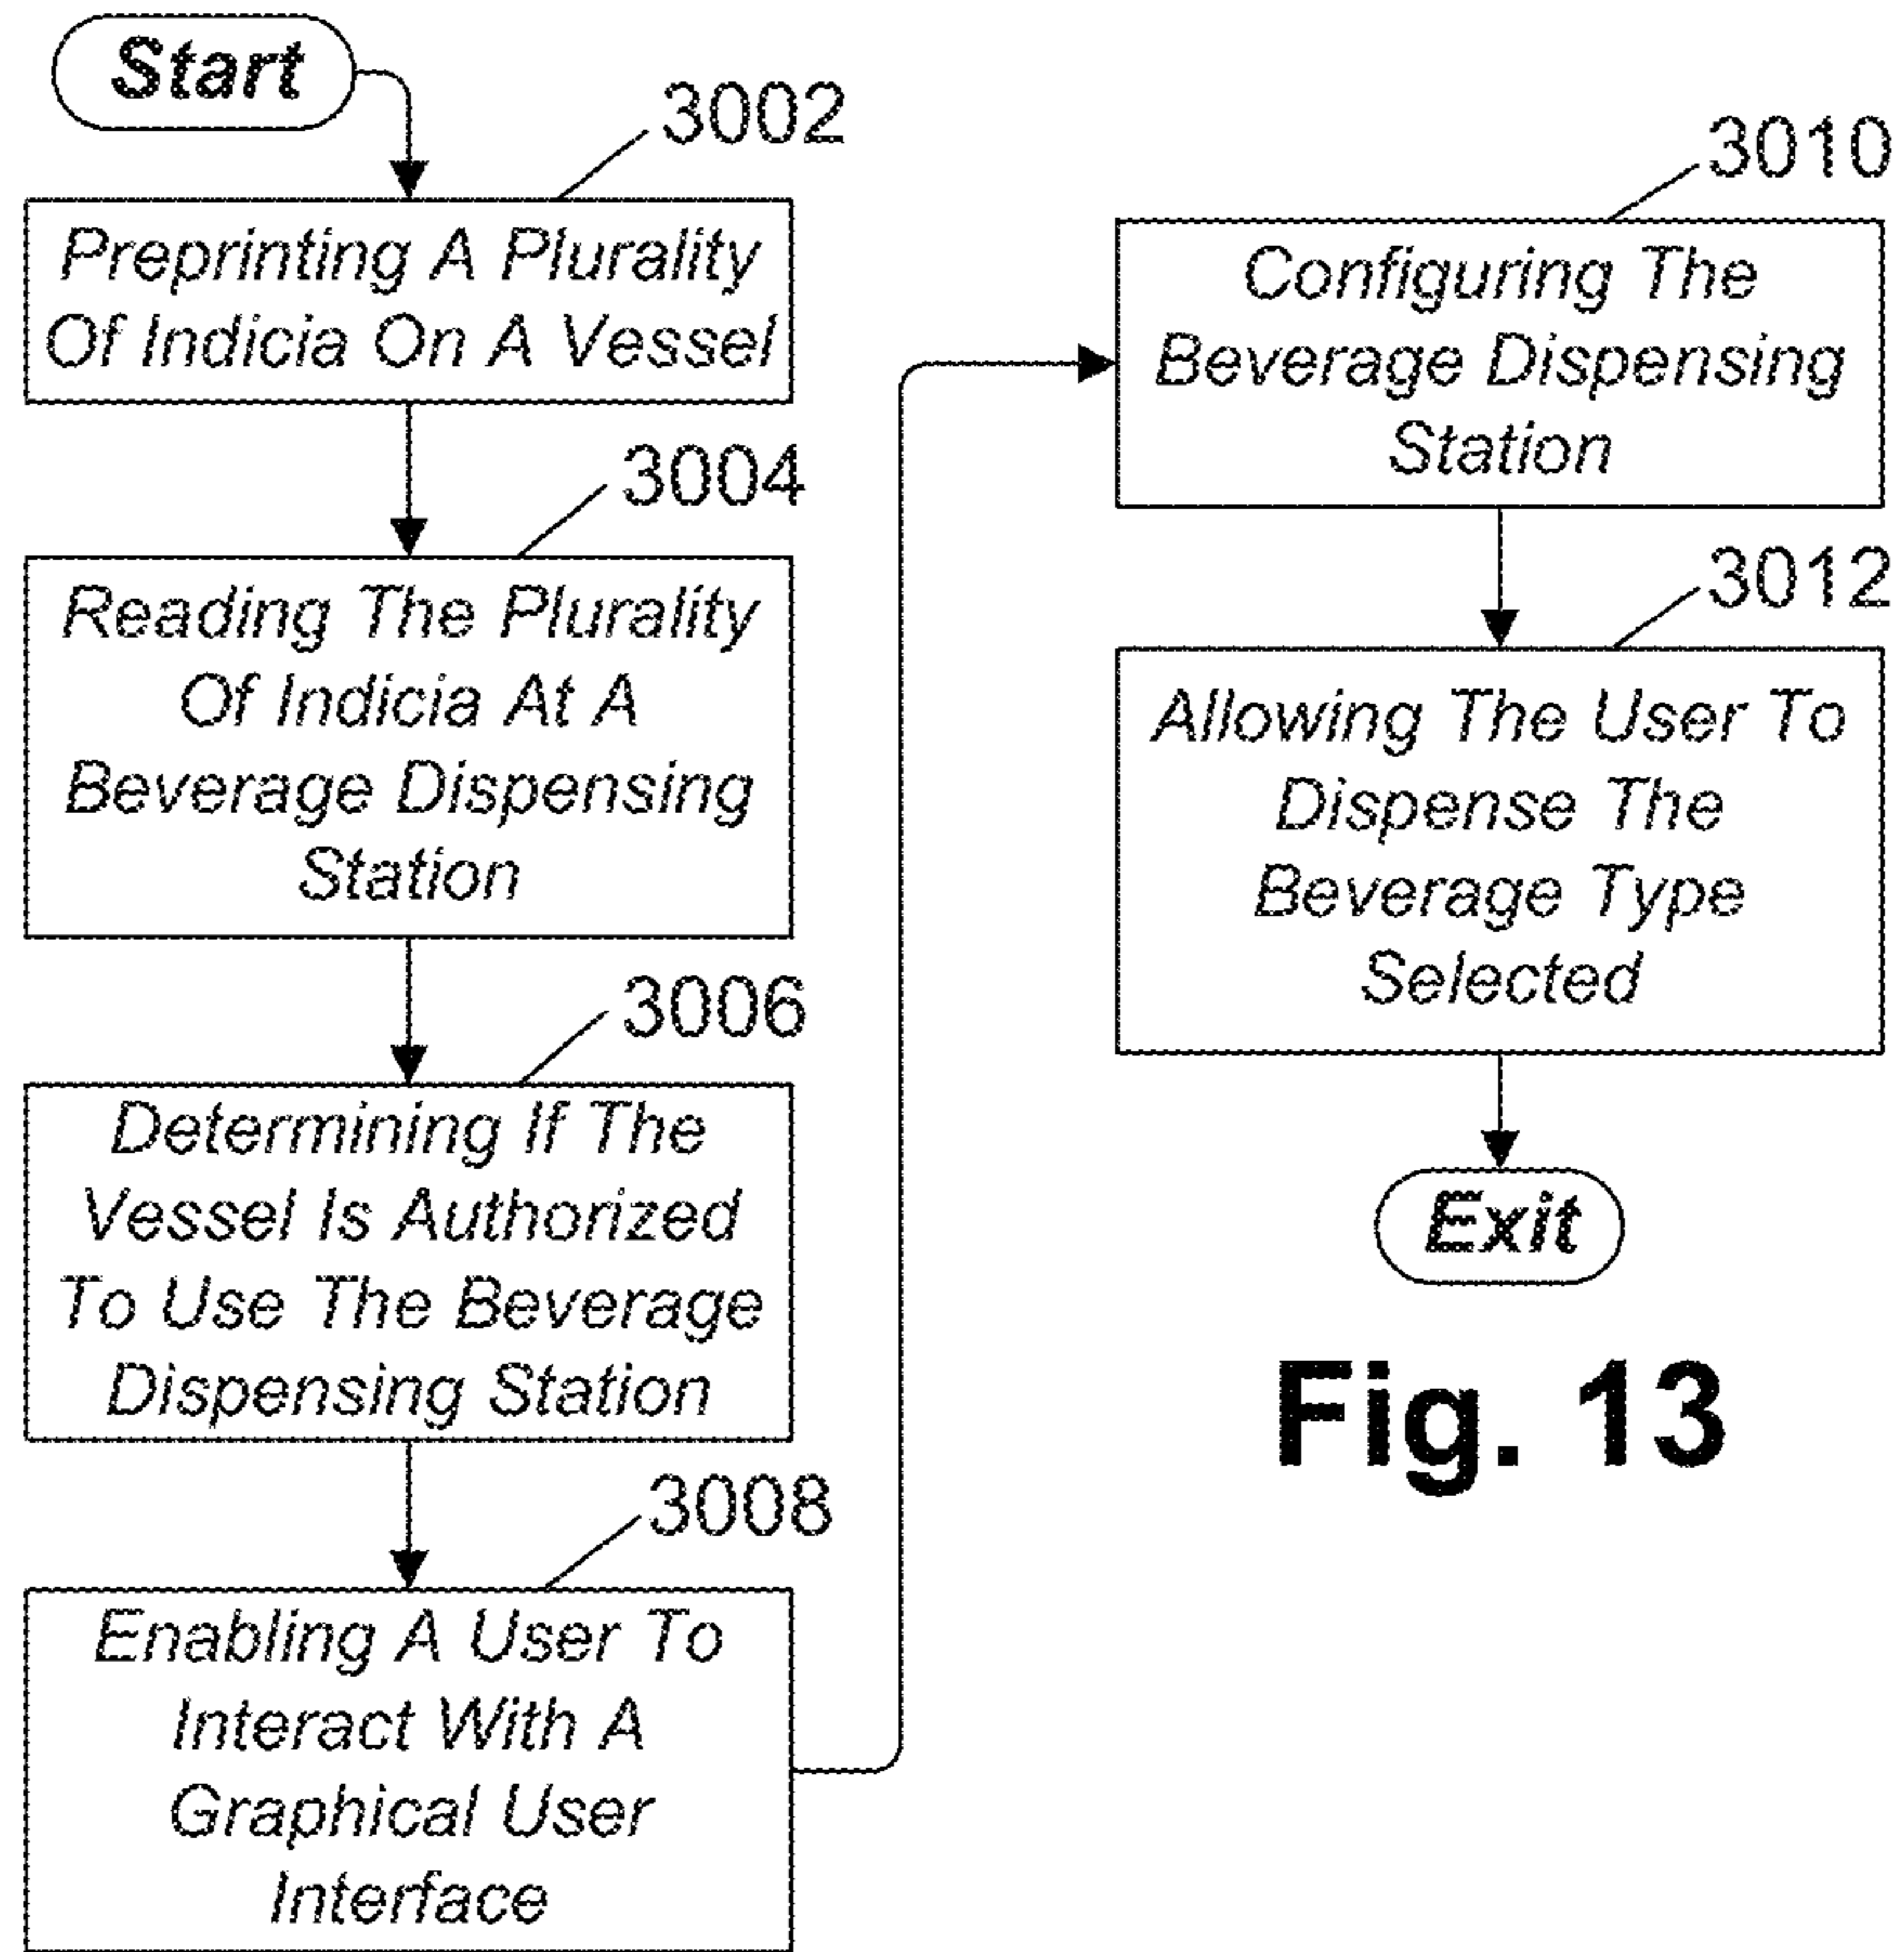 Start
3002
Preprinting A Plurality
Of Indicia On A Vessel
3004
Reading The Plurality
Of Indicia At A
Beverage Dispensing
Station
3006
Determining If The
Vessel Is Authorized
To Use The Beverage
Dispensing Station
3008
Enabling A User To
Interact With A
Graphical User
Interface
3010
Configuring The
Beverage Dispensing
Station
3012
Allowing The User To
Dispense The
Beverage Type
Selected
Exit
Fig. 13